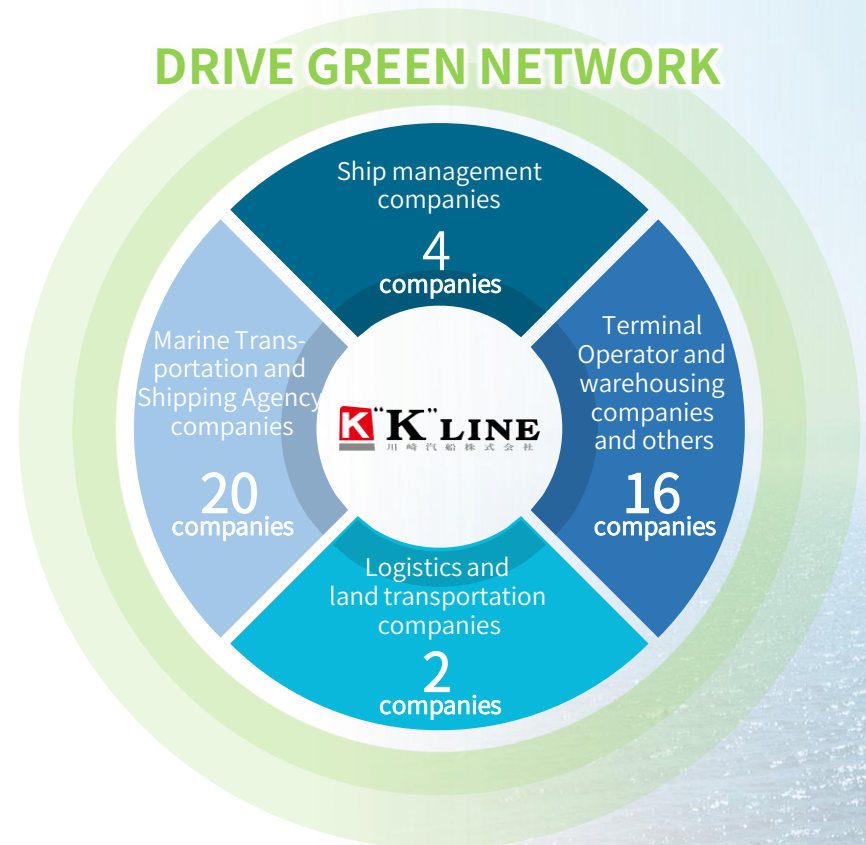 DRIVE GREEN NETWORK
Ship management
companies
4
companies
Marine Trans-
portation and
Shipping Agency
companies
20
companies
K "K" LINE
川崎汽船株式会社
Terminal
Operator and
warehousing
companies
and others
16
companies
Logistics and
land transportation
companies
2
companies